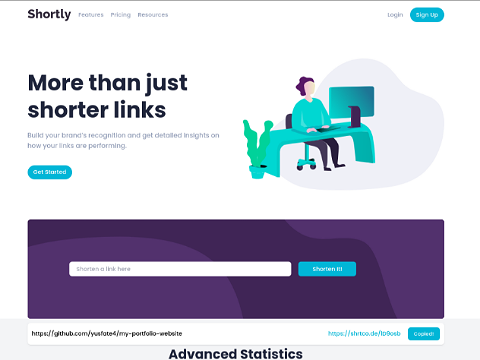 Shortly Features Pricing Resources Login Sign Up
More than just
shorter links
Build your brand's recognition and get detailed insights on
how your links are performing.
Get Started
Shorten a link here Shorten It!
https://github.com/yusfate4/my-portfolio-website https://shrtco.de/lb9osb Copied!
Advanced Statistics